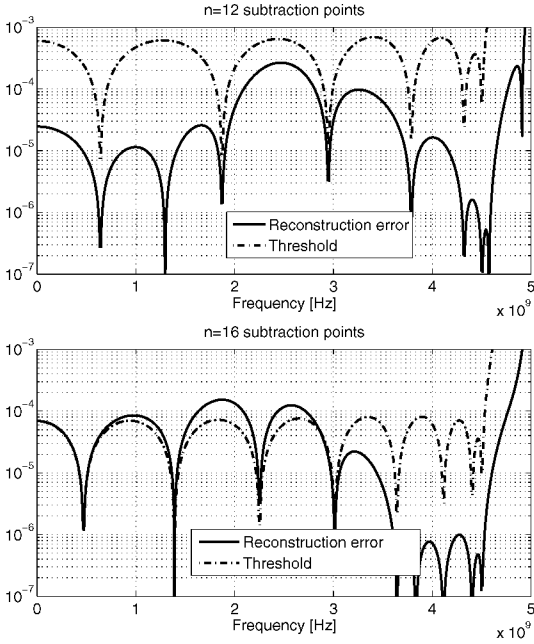 n=12 subtraction points
10^-3
10^-4
10^-5
10^-6
10^-7
Reconstruction error
Threshold
0 1 2 3 4 5
Frequency [Hz]
x 10^9
n=16 subtraction points
10^-3
10^-4
10^-5
10^-6
10^-7
Reconstruction error
Threshold
0 1 2 3 4 5
Frequency [Hz]
x 10^9